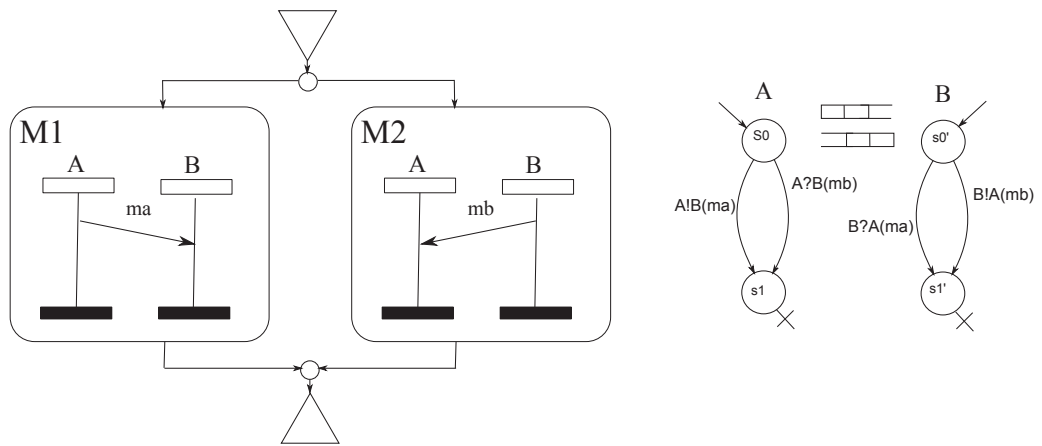 M1
A
B
ma
M2
A
B
mb
A
B
S0
s0'
A!B(ma)
A?B(mb)
B?A(ma)
B!A(mb)
s1
s1'